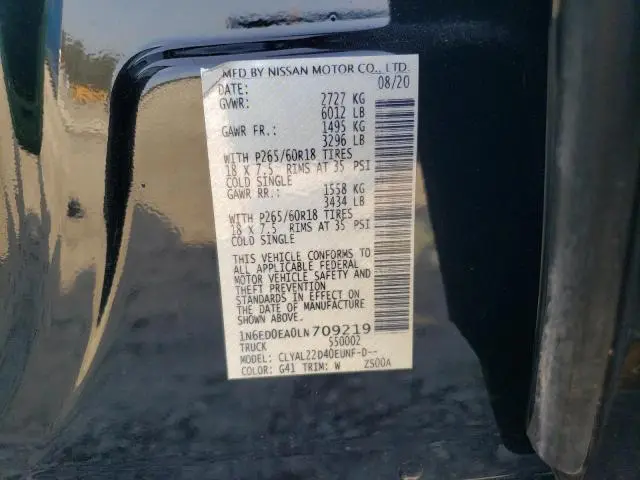 MFD BY NISSAN MOTOR CO., LTD.
DATE: 08/20
GVWR: 2727 KG
6012 LB
GAWR FR.: 1495 KG
3296 LB
WITH P265/60R18 TIRES
18 X 7.5 RIMS AT 35 PSI
COLD SINGLE
GAWR RR.: 1558 KG
3434 LB
WITH P265/60R18 TIRES
18 X 7.5 RIMS AT 35 PSI
COLD SINGLE
THIS VEHICLE CONFORMS TO
ALL APPLICABLE FEDERAL
MOTOR VEHICLE SAFETY AND
THEFT PREVENTION
STANDARDS IN EFFECT ON
THE DATE OF MANUFACTURE
SHOWN ABOVE.
1N6ED0EA0LN709219
TRUCK S50002
MODEL: CLYAL22D40EUNF-D--
COLOR: G41 TRIM: W ZS00A